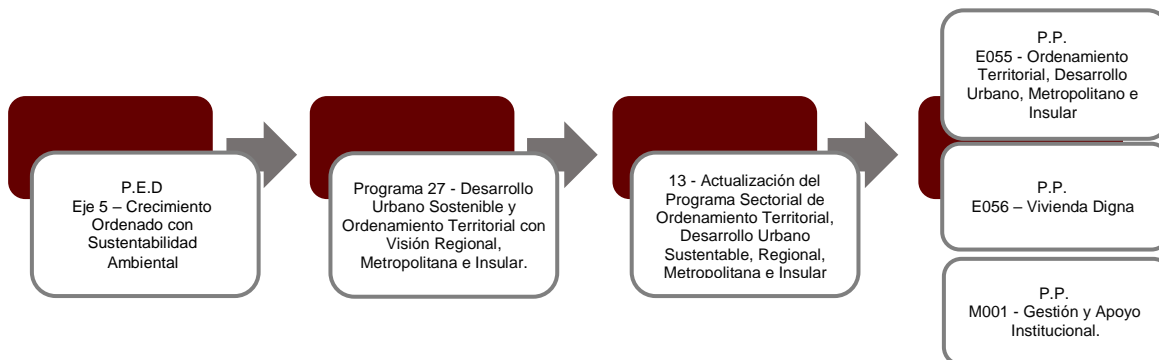 P.E.D
Eje 5 – Crecimiento
Ordenado con
Sustentabilidad
Ambiental
Programa 27 - Desarrollo
Urbano Sostenible y
Ordenamiento Territorial con
Visión Regional,
Metropolitana e Insular.
13 - Actualización del
Programa Sectorial de
Ordenamiento Territorial,
Desarrollo Urbano
Sustentable, Regional,
Metropolitana e Insular
P.P.
E055 - Ordenamiento
Territorial, Desarrollo
Urbano, Metropolitano e
Insular
P.P.
E056 – Vivienda Digna
P.P.
M001 - Gestión y Apoyo
Institucional.